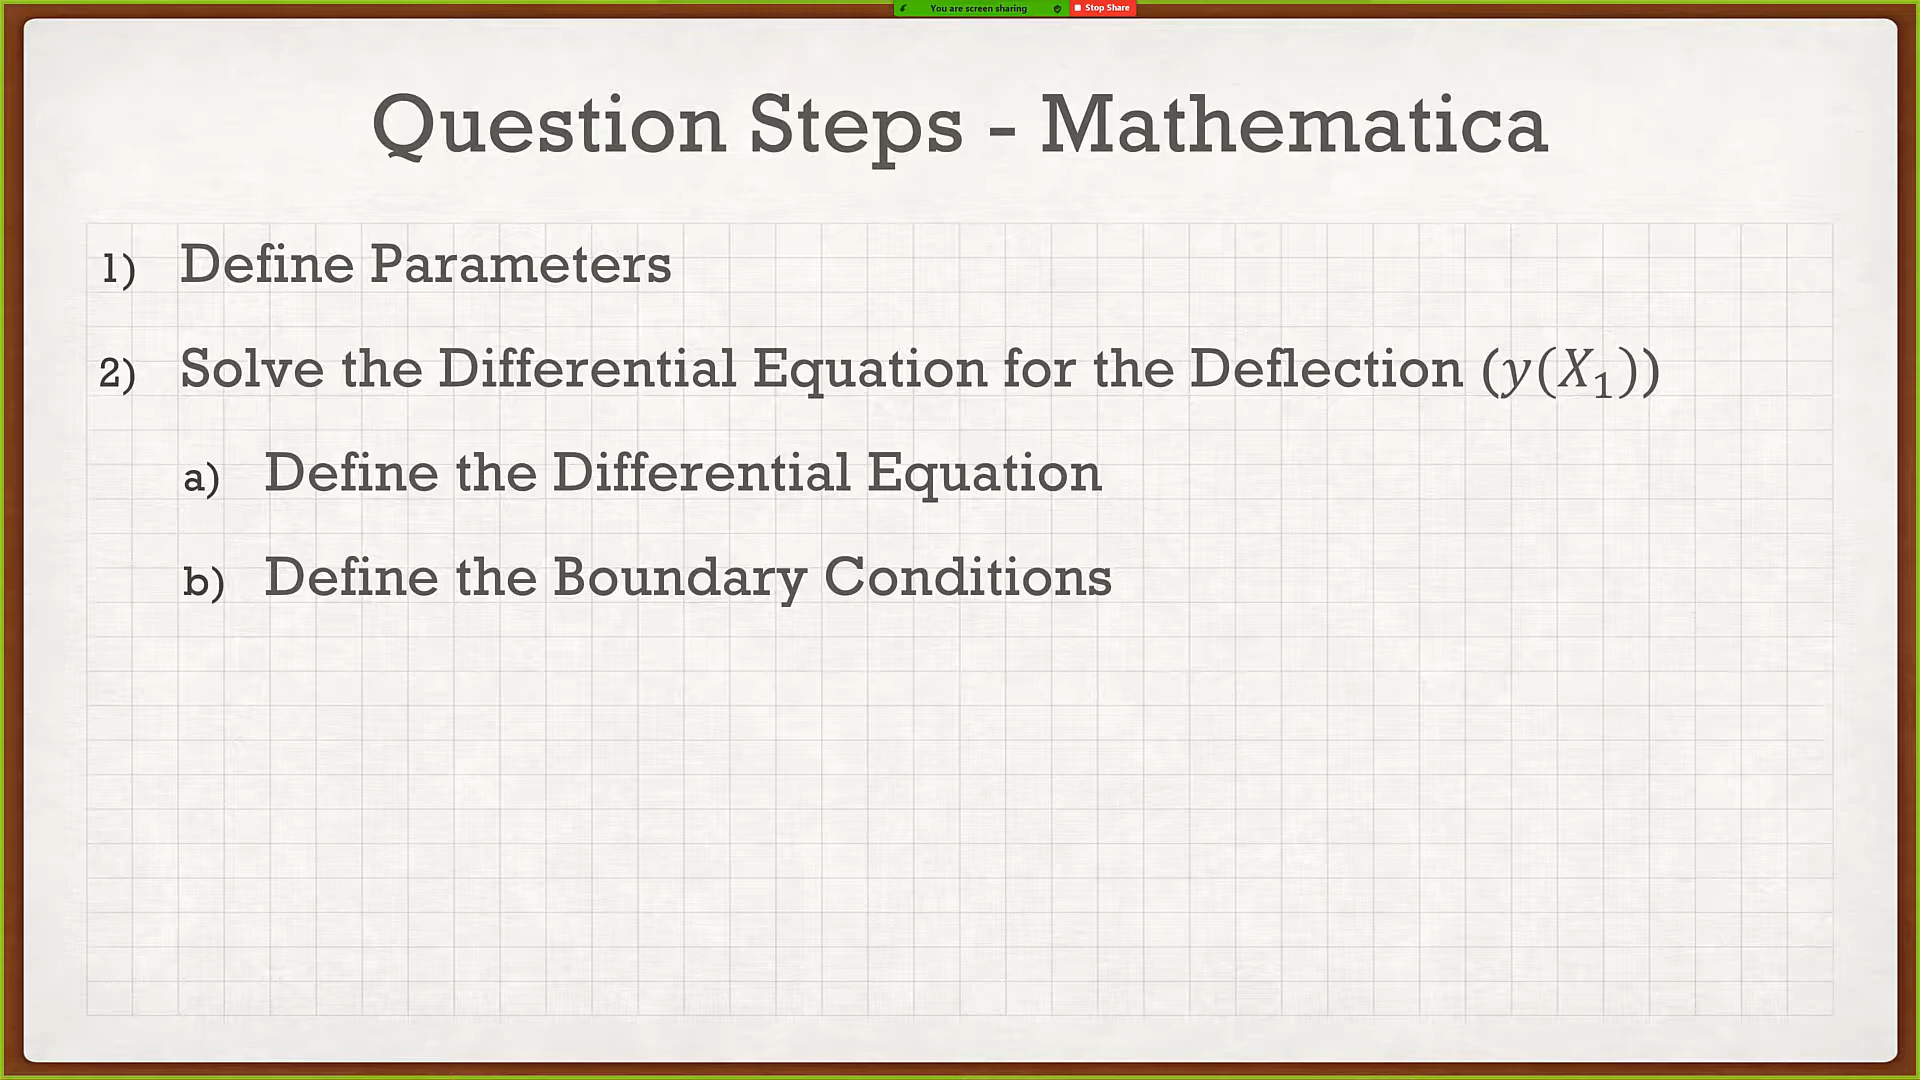 You are screen sharing Stop Share
Question Steps - Mathematica
1) Define Parameters
2) Solve the Differential Equation for the Deflection (𝑦(𝑋₁))
a) Define the Differential Equation
b) Define the Boundary Conditions